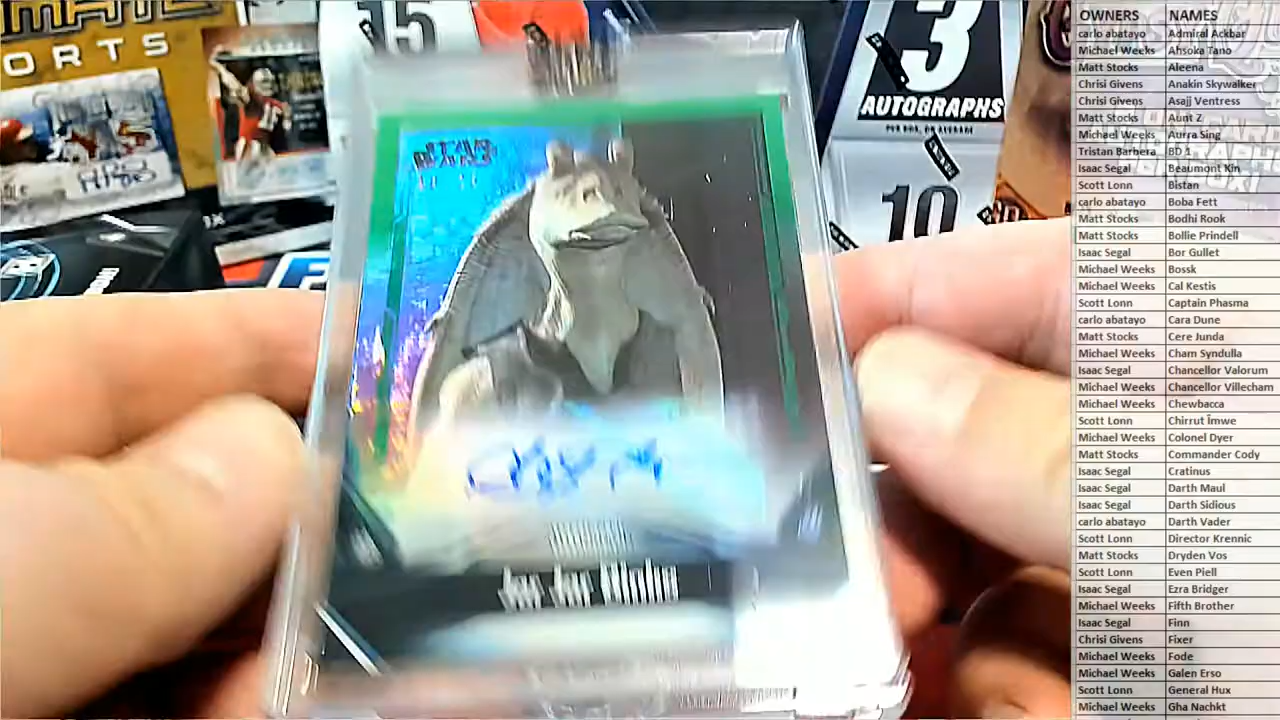 ORTS
15
3
AUTOGRAPHS
PER BOX, ON AVERAGE
10
STAR
WARS
Jar Jar Binks
OWNERS NAMES
carlo abatayo Admiral Ackbar
Michael Weeks Ahsoka Tano
Matt Stocks Aleena
Chrisi Givens Anakin Skywalker
Chrisi Givens Asajj Ventress
Matt Stocks Aunt Z
Michael Weeks Aurra Sing
Tristan Barbera BD 1
Isaac Segal Beaumont Kin
Scott Lonn Bistan
carlo abatayo Boba Fett
Matt Stocks Bodhi Rook
Matt Stocks Bollie Prindell
Isaac Segal Bor Gullet
Michael Weeks Bossk
Michael Weeks Cal Kestis
Scott Lonn Captain Phasma
carlo abatayo Cara Dune
Matt Stocks Cere Junda
Michael Weeks Cham Syndulla
Isaac Segal Chancellor Valorum
Michael Weeks Chancellor Villecham
Michael Weeks Chewbacca
Scott Lonn Chirrut Îmwe
Michael Weeks Colonel Dyer
Matt Stocks Commander Cody
Isaac Segal Cratinus
Isaac Segal Darth Maul
Isaac Segal Darth Sidious
carlo abatayo Darth Vader
Scott Lonn Director Krennic
Matt Stocks Dryden Vos
Scott Lonn Even Piell
Isaac Segal Ezra Bridger
Michael Weeks Fifth Brother
Isaac Segal Finn
Chrisi Givens Fixer
Michael Weeks Fode
Michael Weeks Galen Erso
Scott Lonn General Hux
Michael Weeks Gha Nachkt